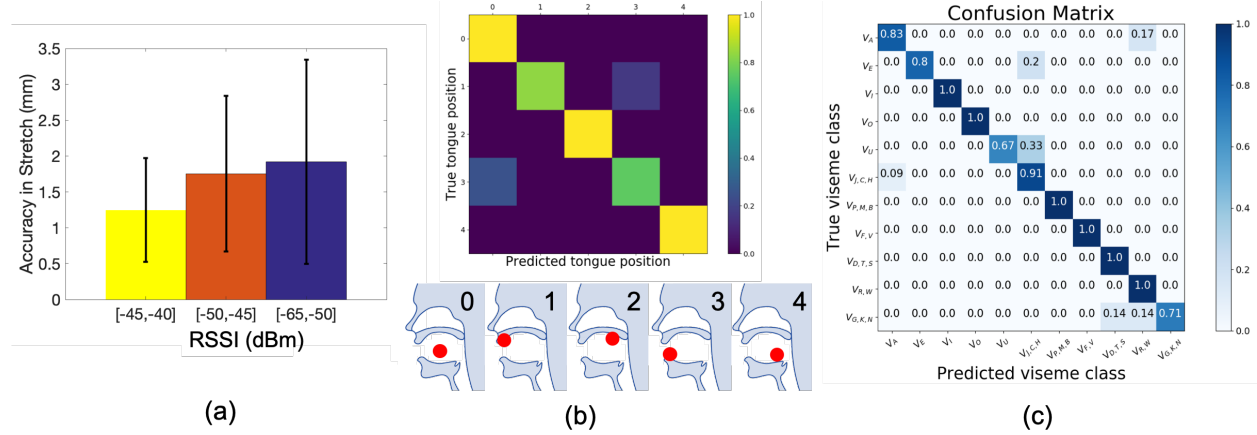 3.5
3
2.5
2
1.5
1
0.5
0
Accuracy in Stretch (mm)
[-45,-40] [-50,-45] [-65,-50]
RSSI (dBm)
(a)
0 1 2 3 4
0
1
2
3
4
True tongue position
Predicted tongue position
1.0
0.8
0.6
0.4
0.2
0.0
0 1 2 3 4
(b)
Confusion Matrix
True viseme class
V_A 0.83 0.0 0.0 0.0 0.0 0.0 0.0 0.0 0.0 0.17 0.0
V_E 0.0 0.8 0.0 0.0 0.0 0.2 0.0 0.0 0.0 0.0 0.0
V_I 0.0 0.0 1.0 0.0 0.0 0.0 0.0 0.0 0.0 0.0 0.0
V_O 0.0 0.0 0.0 1.0 0.0 0.0 0.0 0.0 0.0 0.0 0.0
V_U 0.0 0.0 0.0 0.0 0.67 0.33 0.0 0.0 0.0 0.0 0.0
V_J,C,H 0.09 0.0 0.0 0.0 0.0 0.91 0.0 0.0 0.0 0.0 0.0
V_P,M,B 0.0 0.0 0.0 0.0 0.0 0.0 1.0 0.0 0.0 0.0 0.0
V_F,V 0.0 0.0 0.0 0.0 0.0 0.0 0.0 1.0 0.0 0.0 0.0
V_D,T,S 0.0 0.0 0.0 0.0 0.0 0.0 0.0 0.0 1.0 0.0 0.0
V_R,W 0.0 0.0 0.0 0.0 0.0 0.0 0.0 0.0 0.0 1.0 0.0
V_G,K,N 0.0 0.0 0.0 0.0 0.0 0.0 0.0 0.0 0.14 0.14 0.71
V_A V_E V_I V_O V_U V_J,C,H V_P,M,B V_F,V V_D,T,S V_R,W V_G,K,N
Predicted viseme class
1.0
0.8
0.6
0.4
0.2
0.0
(c)